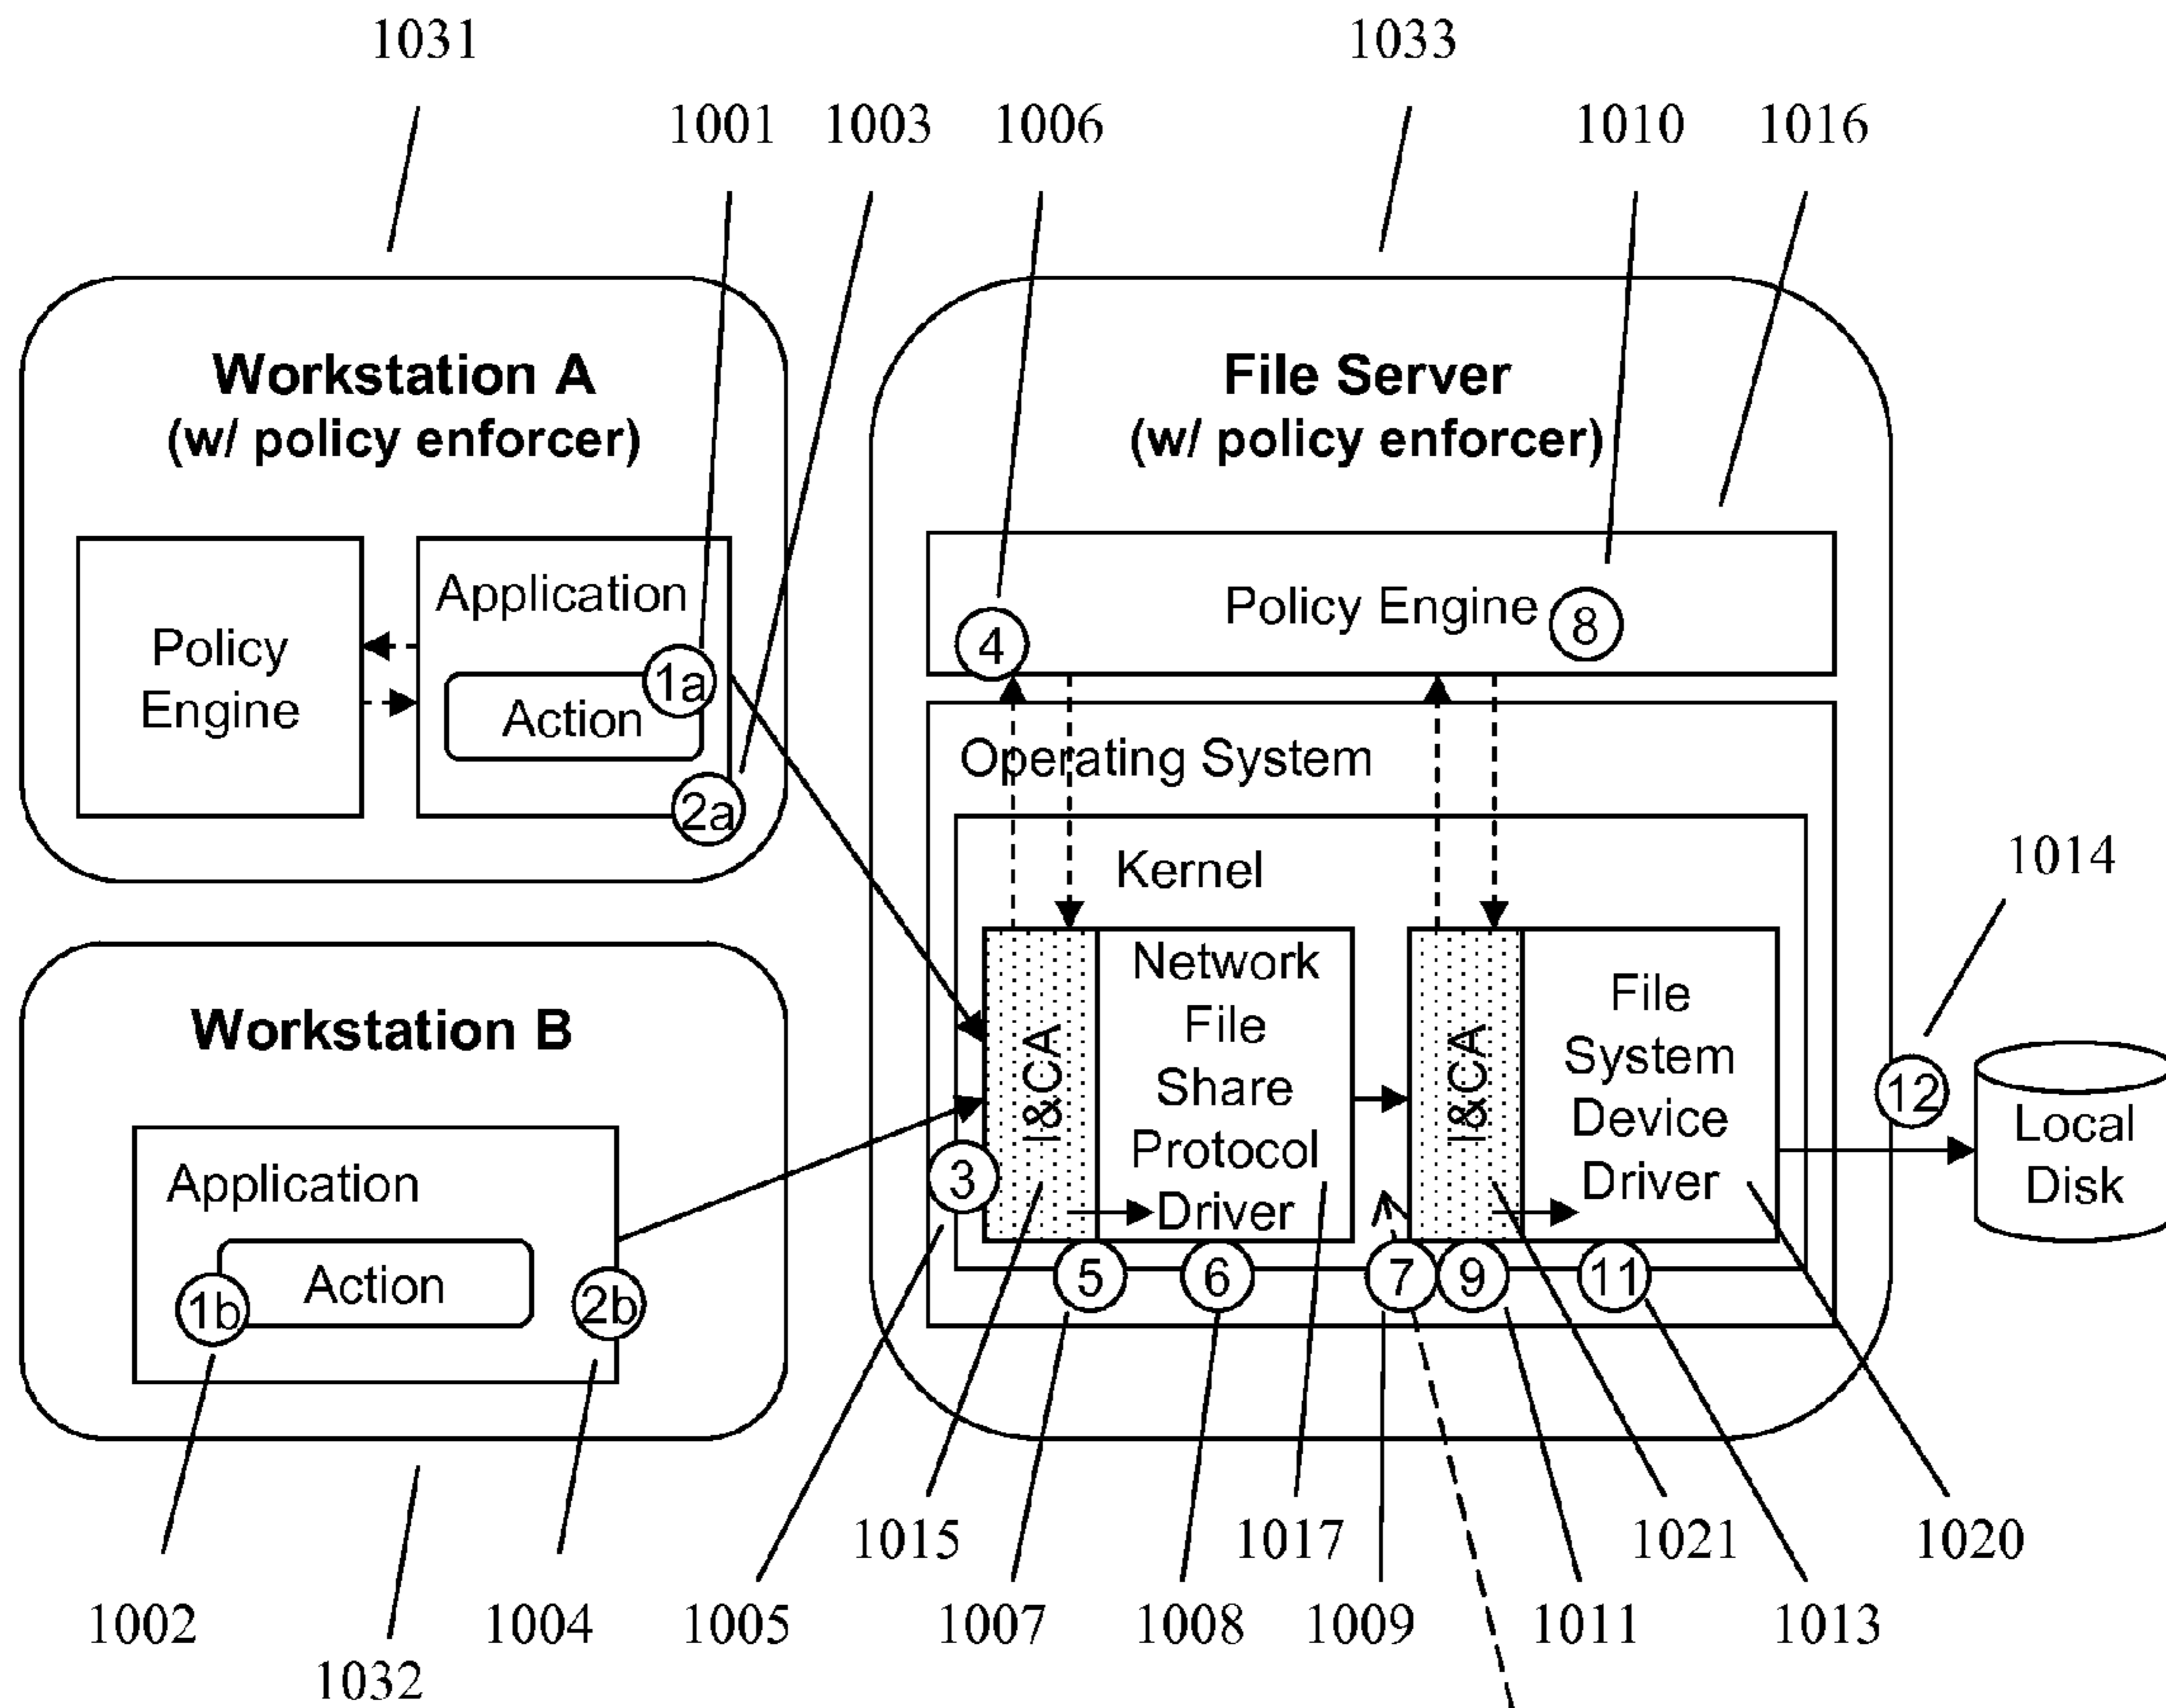 1031
1033
1001
1003
1006
1010
1016
Workstation A
(w/ policy enforcer)
File Server
(w/ policy enforcer)
Policy
Engine
Application
1a
Action
2a
4
Policy Engine
8
Operating System
Kernel
1014
I&CA
Network
File
Share
Protocol
Driver
I&CA
File
System
Device
Driver
12
Local
Disk
Workstation B
Application
Action
1b
2b
3
5
6
7
9
11
1015
1017
1021
1020
1002
1004
1005
1007
1008
1009
1011
1013
1032